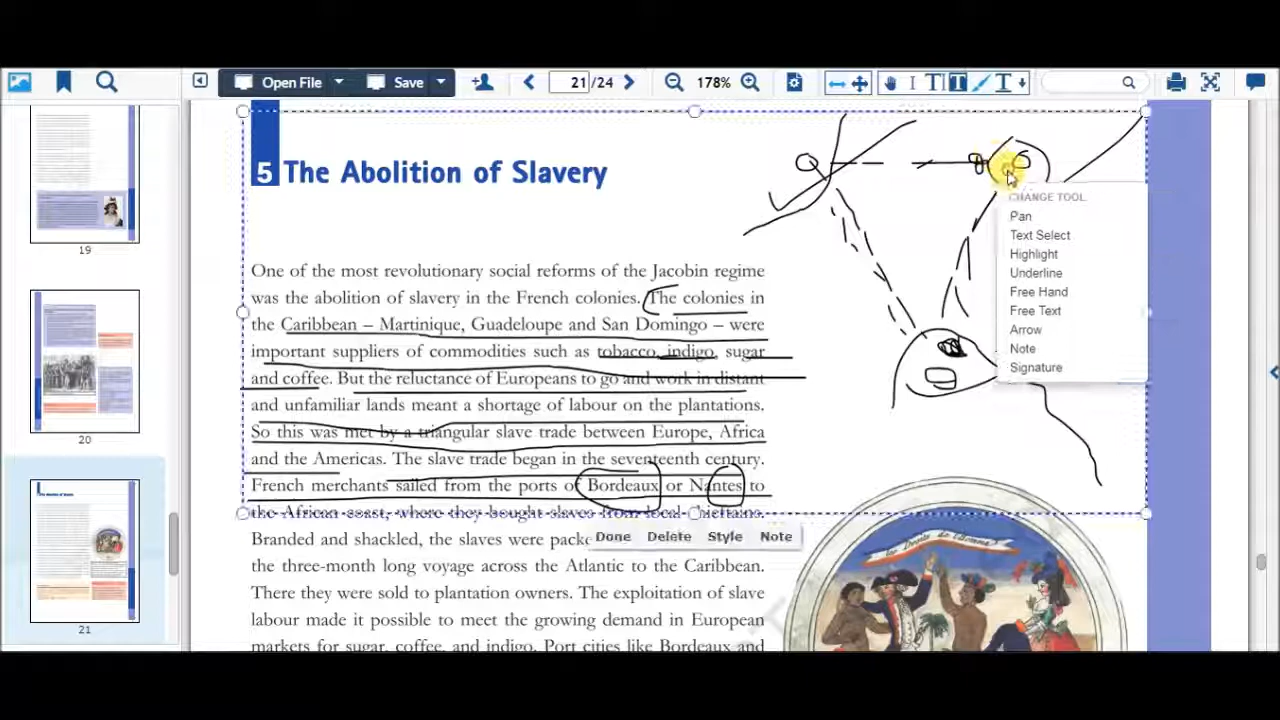 Open File
Save
21/24
178%
5 The Abolition of Slavery
CHANGE TOOL
Pan
Text Select
Highlight
Underline
Free Hand
Free Text
Arrow
Note
Signature
19
20
21
One of the most revolutionary social reforms of the Jacobin regime
was the abolition of slavery in the French colonies. The colonies in
the Caribbean – Martinique, Guadeloupe and San Domingo – were
important suppliers of commodities such as tobacco, indigo, sugar
and coffee. But the reluctance of Europeans to go and work in distant
and unfamiliar lands meant a shortage of labour on the plantations.
So this was met by a triangular slave trade between Europe, Africa
and the Americas. The slave trade began in the seventeenth century.
French merchants sailed from the ports of Bordeaux or Nantes to
the African coast, where they bought slaves from local chieftains.
Branded and shackled, the slaves were packe
Done Delete Style Note
the three-month long voyage across the Atlantic to the Caribbean.
There they were sold to plantation owners. The exploitation of slave
labour made it possible to meet the growing demand in European
markets for sugar, coffee, and indigo. Port cities like Bordeaux and